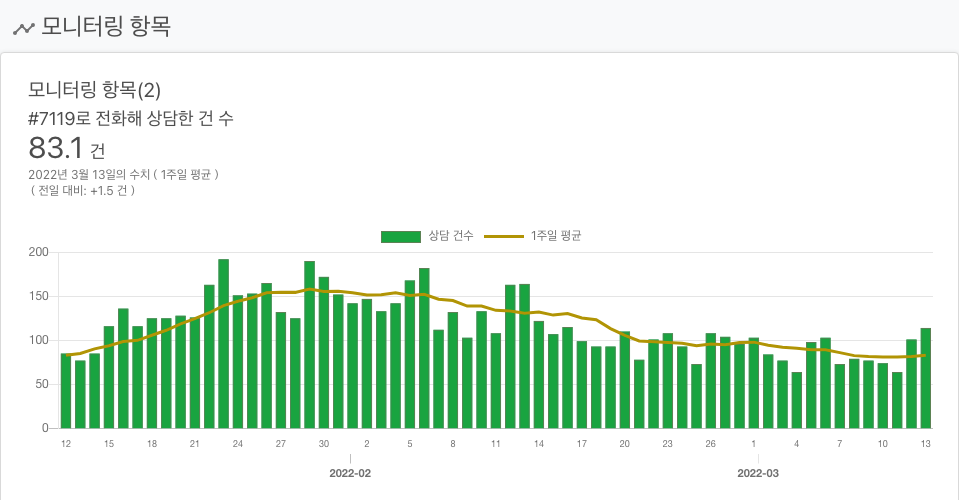 모니터링 항목
모니터링 항목(2)
#7119로 전화해 상담한 건 수
83.1 건
2022년 3월 13일의 수치 ( 1주일 평균 )
( 전일 대비: +1.5 건 )
상담 건수 1주일 평균
200
150
100
50
0
12 15 18 21 24 27 30 2 5 8 11 14 17 20 23 26 1 4 7 10 13
2022-02 2022-03